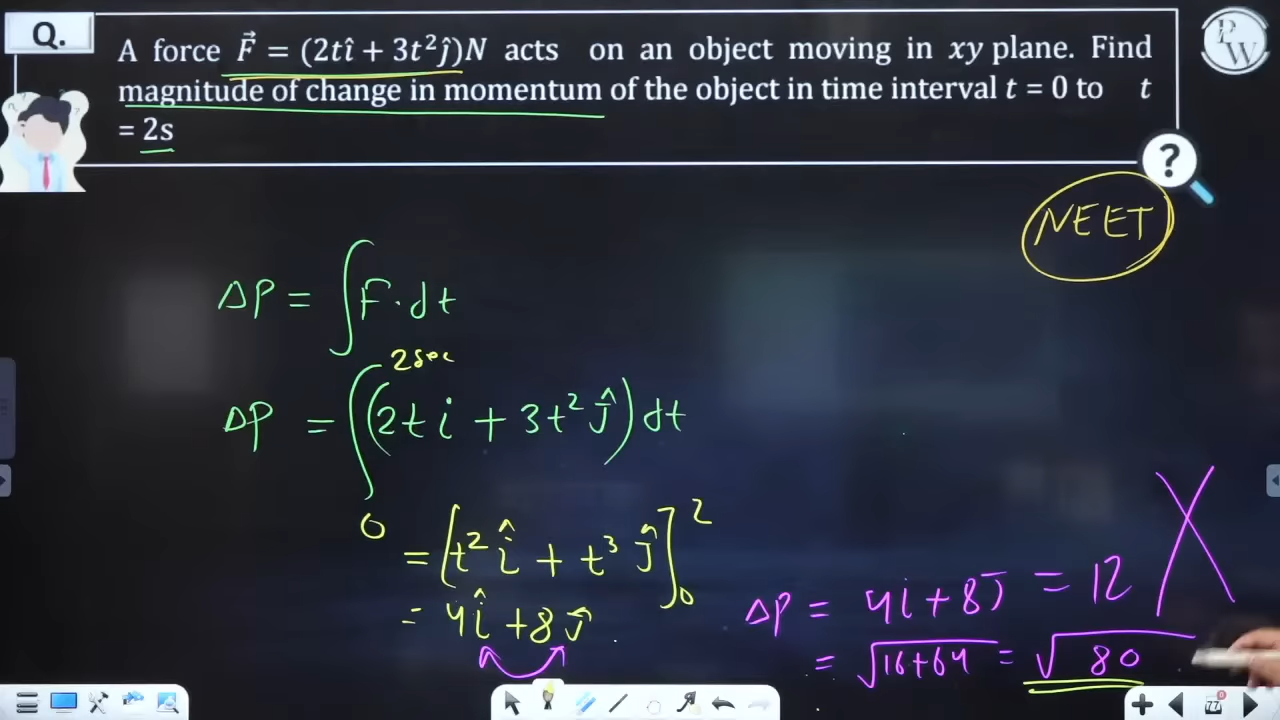 Q.
A force F⃗ = (2tî + 3t²ĵ)N acts on an object moving in xy plane. Find
magnitude of change in momentum of the object in time interval t = 0 to t
= 2s
PW
?
NEET
ΔP = ∫F·dt
2sec
ΔP = ∫(2ti + 3t²ĵ)dt
0
= [t²î + t³ĵ]₀²
= 4î + 8ĵ
ΔP = 4i + 8j = 12 X
= √16+64 = √80
77